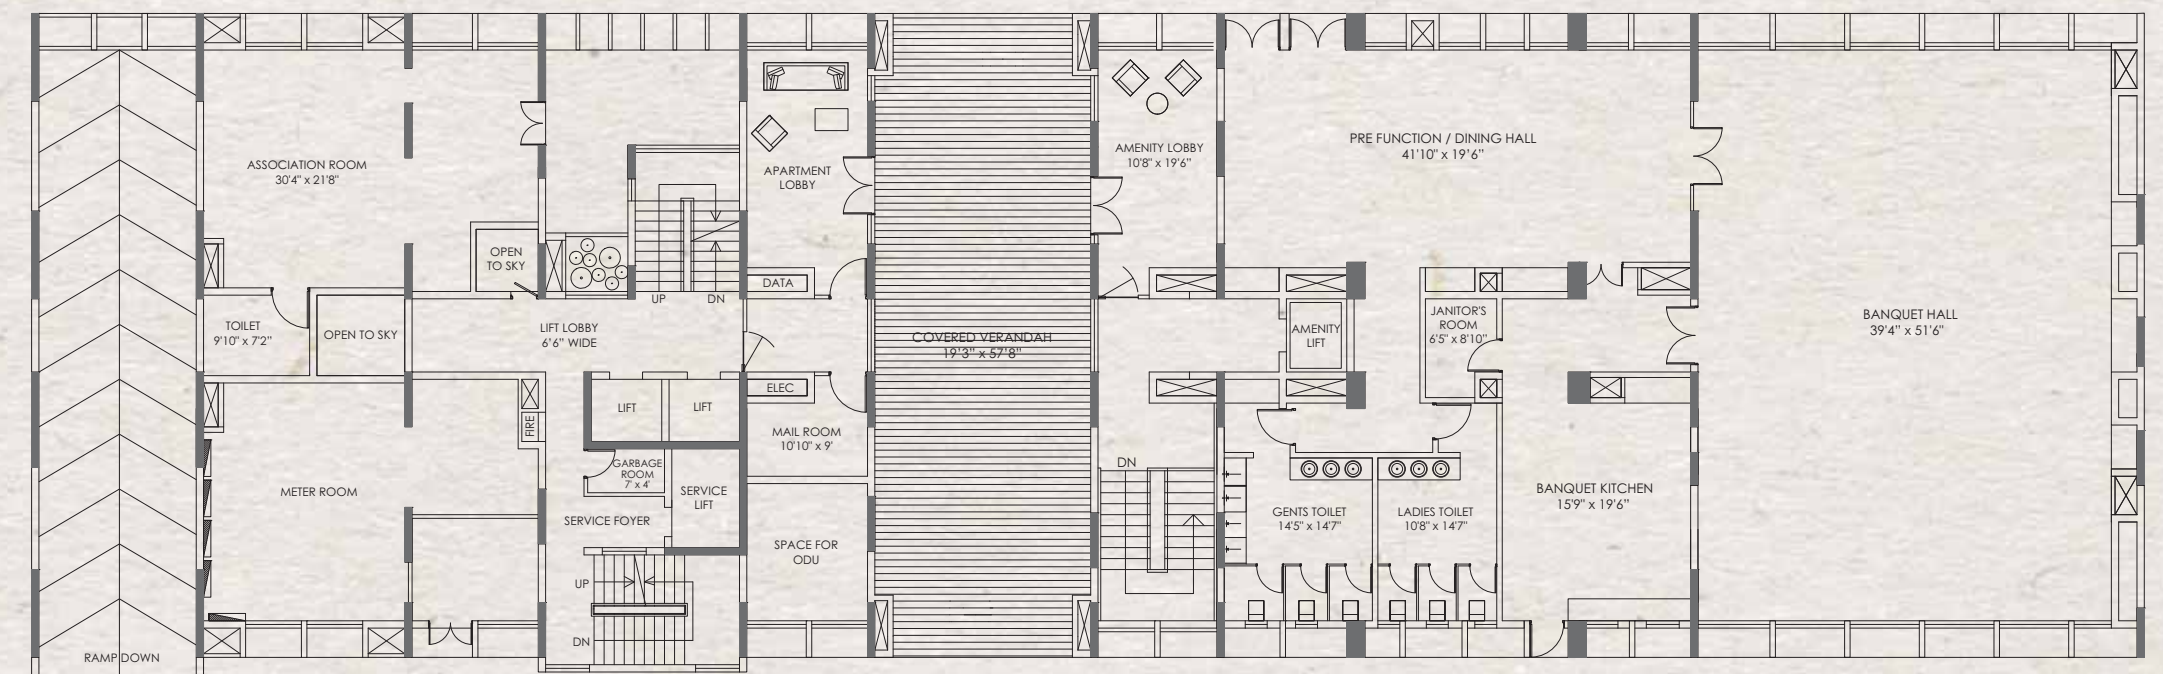 ASSOCIATION ROOM
30'4" x 21'8"
OPEN
TO SKY
TOILET
9'10" x 7'2"
OPEN TO SKY
METER ROOM
RAMP DOWN
UP
DN
LIFT LOBBY
6'6" WIDE
FIRE
LIFT
LIFT
GARBAGE
ROOM
7' x 4'
SERVICE
LIFT
SERVICE FOYER
UP
DN
APARTMENT
LOBBY
DATA
ELEC
MAIL ROOM
10'10" x 9'
SPACE FOR
ODU
COVERED VERANDAH
19'3" x 57'8"
AMENITY LOBBY
10'8" x 19'6"
DN
PRE FUNCTION / DINING HALL
41'10" x 19'6"
AMENITY
LIFT
JANITOR'S
ROOM
6'5" x 8'10"
GENTS TOILET
14'5" x 14'7"
LADIES TOILET
10'8" x 14'7"
BANQUET KITCHEN
15'9" x 19'6"
BANQUET HALL
39'4" x 51'6"